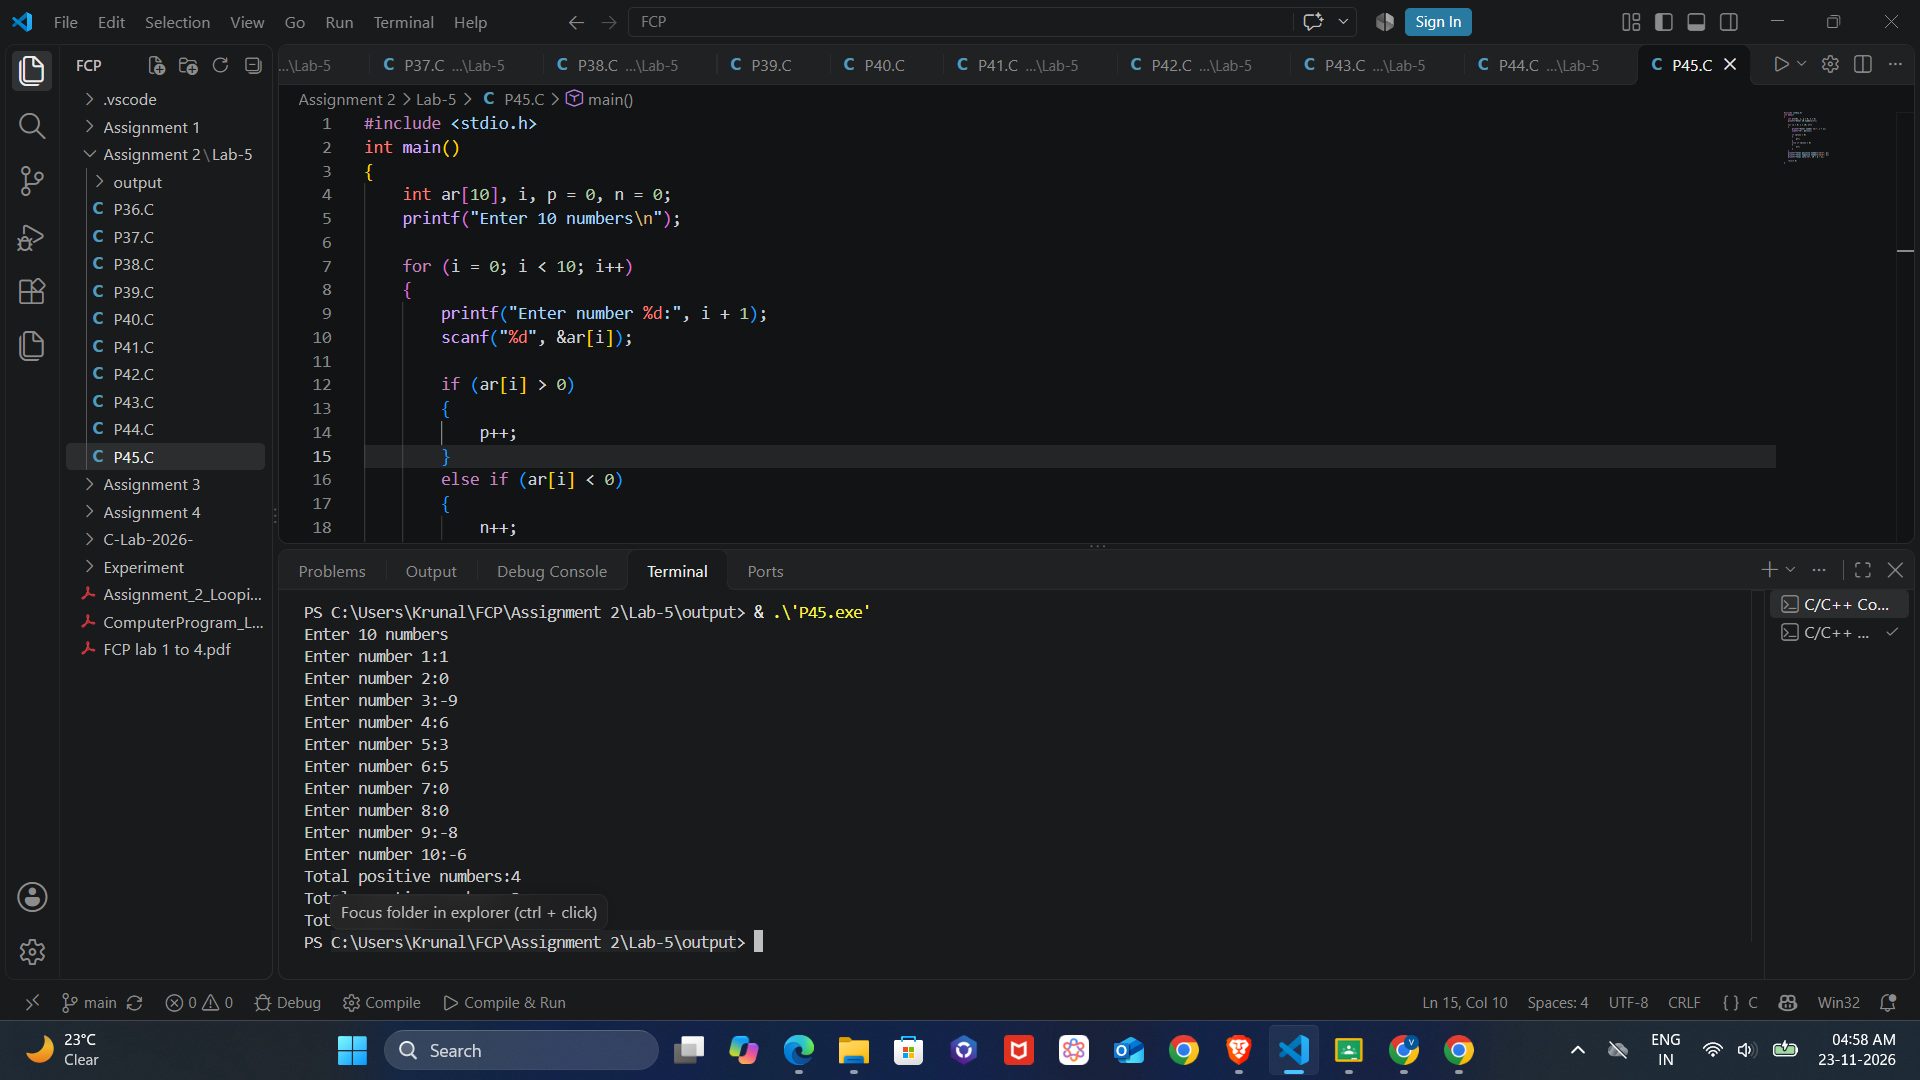 File Edit Selection View Go Run Terminal Help
FCP
Sign In
FCP
...\Lab-5
C P37.C ...\Lab-5
C P38.C ...\Lab-5
C P39.C
C P40.C
C P41.C ...\Lab-5
C P42.C ...\Lab-5
C P43.C ...\Lab-5
C P44.C ...\Lab-5
C P45.C
.vscode
Assignment 1
Assignment 2\Lab-5
output
C P36.C
C P37.C
C P38.C
C P39.C
C P40.C
C P41.C
C P42.C
C P43.C
C P44.C
C P45.C
Assignment 3
Assignment 4
C-Lab-2026-
Experiment
Assignment_2_Loopi...
ComputerProgram_L...
FCP lab 1 to 4.pdf
Assignment 2 > Lab-5 > C P45.C > main()
1 #include <stdio.h>
2 int main()
3 {
4 int ar[10], i, p = 0, n = 0;
5 printf("Enter 10 numbers\n");
6
7 for (i = 0; i < 10; i++)
8 {
9 printf("Enter number %d:", i + 1);
10 scanf("%d", &ar[i]);
11
12 if (ar[i] > 0)
13 {
14 p++;
15 }
16 else if (ar[i] < 0)
17 {
18 n++;
Problems Output Debug Console Terminal Ports
C/C++ Co...
C/C++ ...
PS C:\Users\Krunal\FCP\Assignment 2\Lab-5\output> & .\'P45.exe'
Enter 10 numbers
Enter number 1:1
Enter number 2:0
Enter number 3:-9
Enter number 4:6
Enter number 5:3
Enter number 6:5
Enter number 7:0
Enter number 8:0
Enter number 9:-8
Enter number 10:-6
Total positive numbers:4
Focus folder in explorer (ctrl + click)
PS C:\Users\Krunal\FCP\Assignment 2\Lab-5\output>
main 0 0 Debug Compile Compile & Run
Ln 15, Col 10 Spaces: 4 UTF-8 CRLF {} C Win32
23°C
Clear
Search
ENG
IN
04:58 AM
23-11-2026